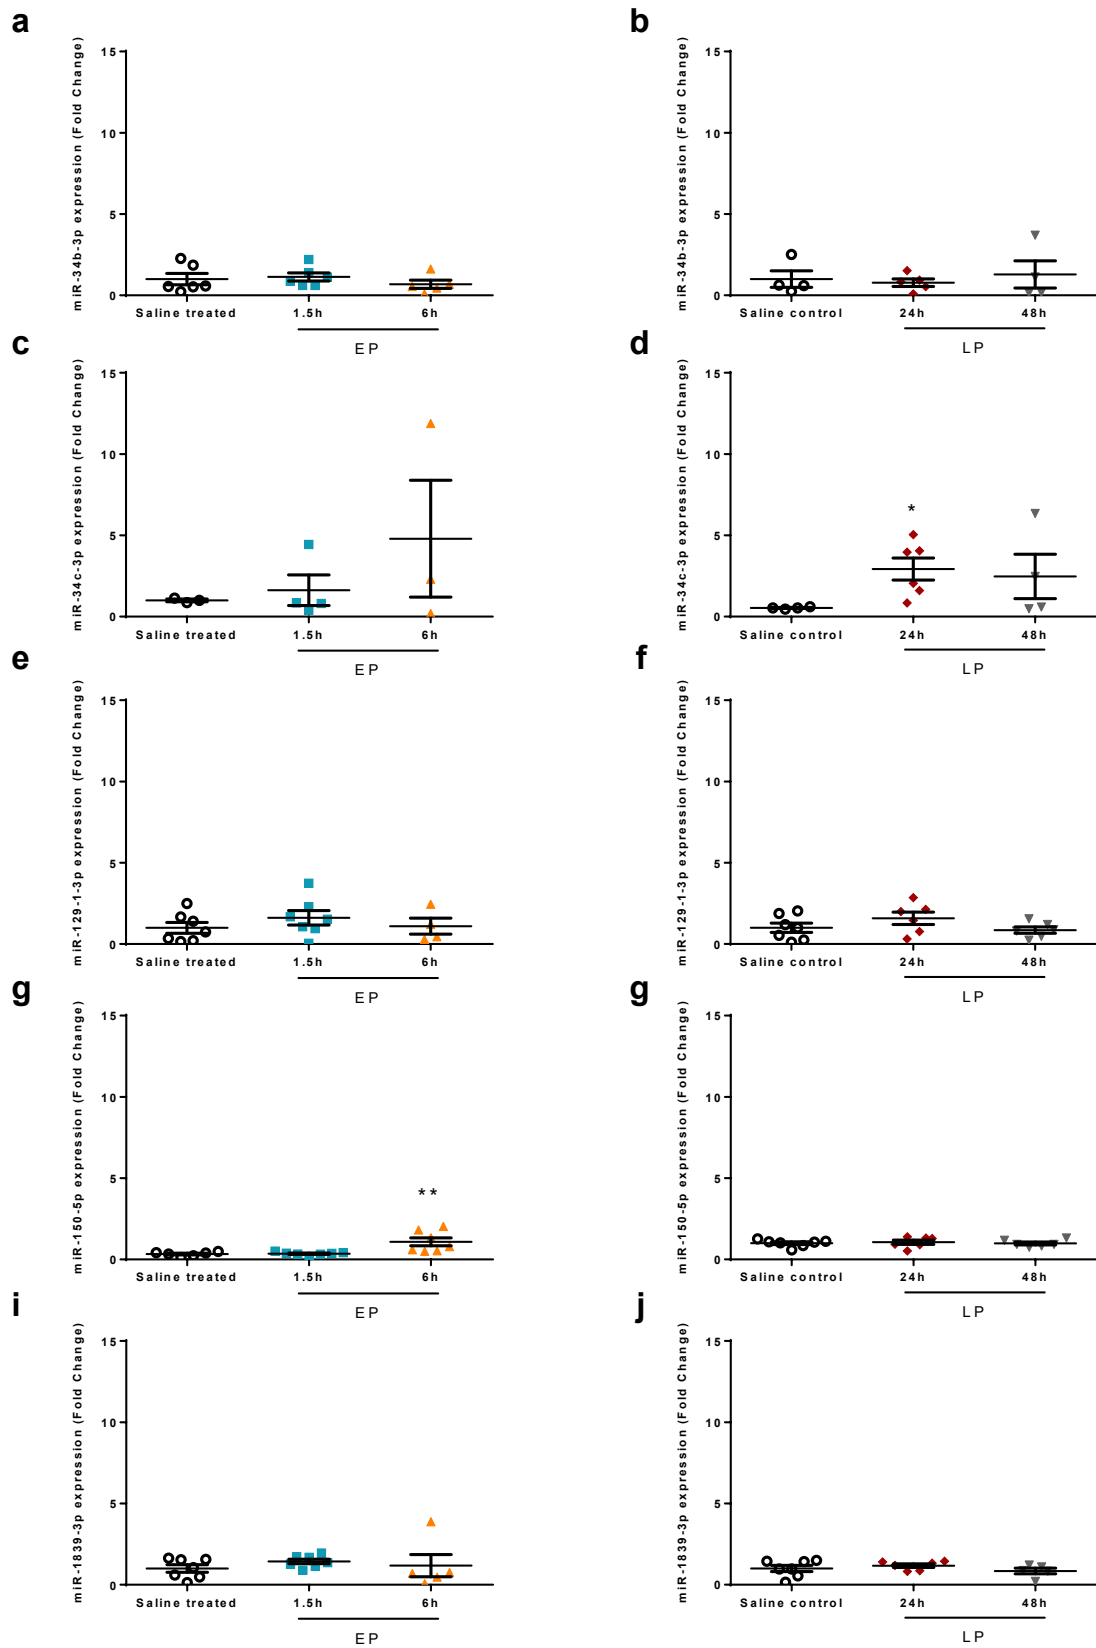 a
miR-34b-3p expression (Fold Change)
15
10
5
0
Saline treated 1.5h 6h
EP
b
miR-34b-3p expression (Fold Change)
15
10
5
0
Saline control 24h 48h
LP
c
miR-34c-3p expression (Fold Change)
15
10
5
0
Saline treated 1.5h 6h
EP
d
miR-34c-3p expression (Fold Change)
15
10
5
0
*
Saline control 24h 48h
LP
e
miR-129-1-3p expression (Fold Change)
15
10
5
0
Saline treated 1.5h 6h
EP
f
miR-129-1-3p expression (Fold Change)
15
10
5
0
Saline control 24h 48h
LP
g
miR-150-5p expression (Fold Change)
15
10
5
0
**
Saline treated 1.5h 6h
EP
g
miR-150-5p expression (Fold Change)
15
10
5
0
Saline control 24h 48h
LP
i
miR-1839-3p expression (Fold Change)
15
10
5
0
Saline treated 1.5h 6h
EP
j
miR-1839-3p expression (Fold Change)
15
10
5
0
Saline control 24h 48h
LP